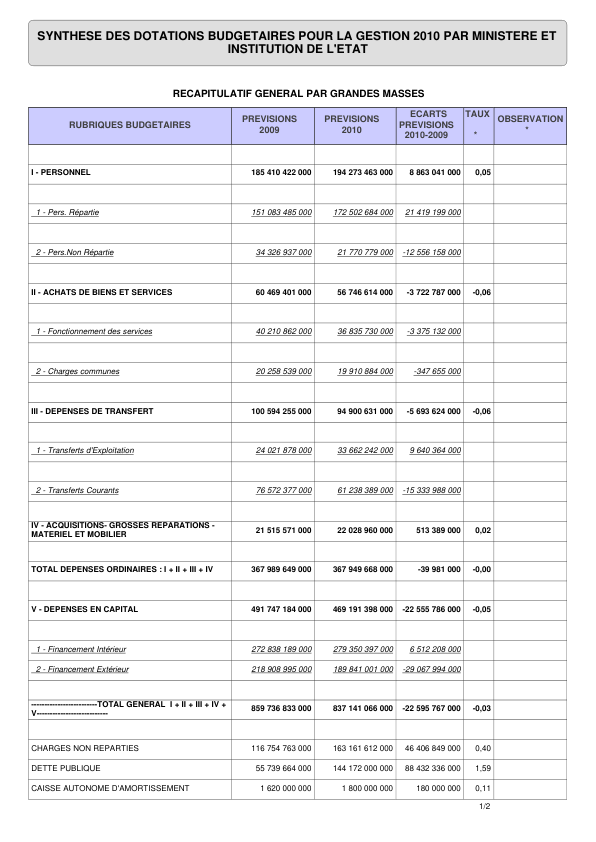 SYNTHESE DES DOTATIONS BUDGETAIRES POUR LA GESTION 2010 PAR MINISTERE ET
INSTITUTION DE L'ETAT
RECAPITULATIF GENERAL PAR GRANDES MASSES
RUBRIQUES BUDGETAIRES PREVISIONS 2009 PREVISIONS 2010 ECARTS PREVISIONS 2010-2009 TAUX * OBSERVATION *
I - PERSONNEL 185 410 422 000 194 273 463 000 8 863 041 000 0,05
1 - Pers. Répartie 151 083 485 000 172 502 684 000 21 419 199 000
2 - Pers.Non Répartie 34 326 937 000 21 770 779 000 -12 556 158 000
II - ACHATS DE BIENS ET SERVICES 60 469 401 000 56 746 614 000 -3 722 787 000 -0,06
1 - Fonctionnement des services 40 210 862 000 36 835 730 000 -3 375 132 000
2 - Charges communes 20 258 539 000 19 910 884 000 -347 655 000
III - DEPENSES DE TRANSFERT 100 594 255 000 94 900 631 000 -5 693 624 000 -0,06
1 - Transferts d'Exploitation 24 021 878 000 33 662 242 000 9 640 364 000
2 - Transferts Courants 76 572 377 000 61 238 389 000 -15 333 988 000
IV - ACQUISITIONS- GROSSES REPARATIONS -
MATERIEL ET MOBILIER 21 515 571 000 22 028 960 000 513 389 000 0,02
TOTAL DEPENSES ORDINAIRES : I + II + III + IV 367 989 649 000 367 949 668 000 -39 981 000 -0,00
V - DEPENSES EN CAPITAL 491 747 184 000 469 191 398 000 -22 555 786 000 -0,05
1 - Financement Intérieur 272 838 189 000 279 350 397 000 6 512 208 000
2 - Financement Extérieur 218 908 995 000 189 841 001 000 -29 067 994 000
------------------------TOTAL GENERAL I + II + III + IV +
V-------------------------- 859 736 833 000 837 141 066 000 -22 595 767 000 -0,03
CHARGES NON REPARTIES 116 754 763 000 163 161 612 000 46 406 849 000 0,40
DETTE PUBLIQUE 55 739 664 000 144 172 000 000 88 432 336 000 1,59
CAISSE AUTONOME D'AMORTISSEMENT 1 620 000 000 1 800 000 000 180 000 000 0,11
1/2